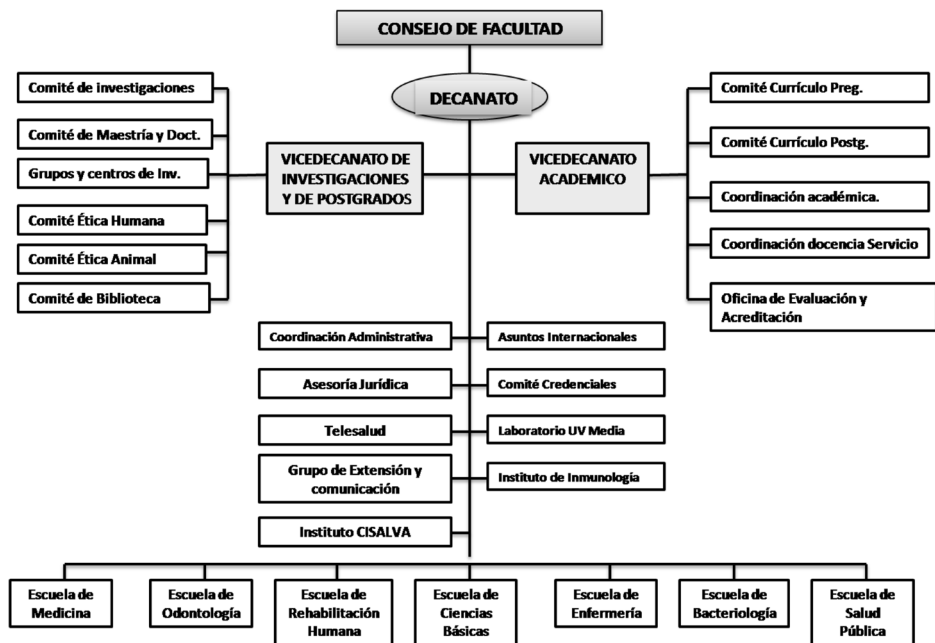 CONSEJO DE FACULTAD
DECANATO
Comité de investigaciones
Comité de Maestría y Doct.
Grupos y centros de Inv.
Comité Ética Humana
Comité Ética Animal
Comité de Biblioteca
VICEDECANATO DE
INVESTIGACIONES
Y DE POSTGRADOS
VICEDECANATO
ACADEMICO
Comité Currículo Preg.
Comité Currículo Postg.
Coordinación académica.
Coordinación docencia Servicio
Oficina de Evaluación y
Acreditación
Coordinación Administrativa
Asuntos Internacionales
Asesoría Jurídica
Comité Credenciales
Telesalud
Laboratorio UV Media
Grupo de Extensión y
comunicación
Instituto de Inmunología
Instituto CISALVA
Escuela de
Medicina
Escuela de
Odontología
Escuela de
Rehabilitación
Humana
Escuela de
Ciencias
Básicas
Escuela de
Enfermería
Escuela de
Bacteriología
Escuela de
Salud
Pública